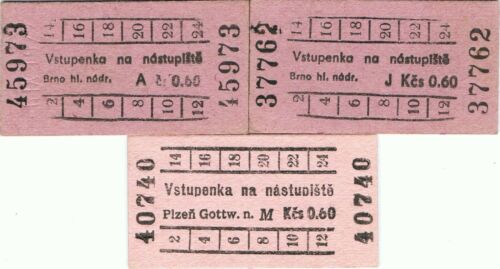 45973
14 16 18 20 22 24
Vstupenka na nástupiště
Brno hl. nádr. A Kčs 0.60
2 4 6 8 10 12
45973
37762
14 16 18 20 22 24
Vstupenka na nástupiště
Brno hl. nádr. J Kčs 0.60
2 4 6 8 10 12
37762
40740
14 16 18 20 22 24
Vstupenka na nástupiště
Plzeň Gottw. n. M Kčs 0.60
2 4 6 8 10 12
40740